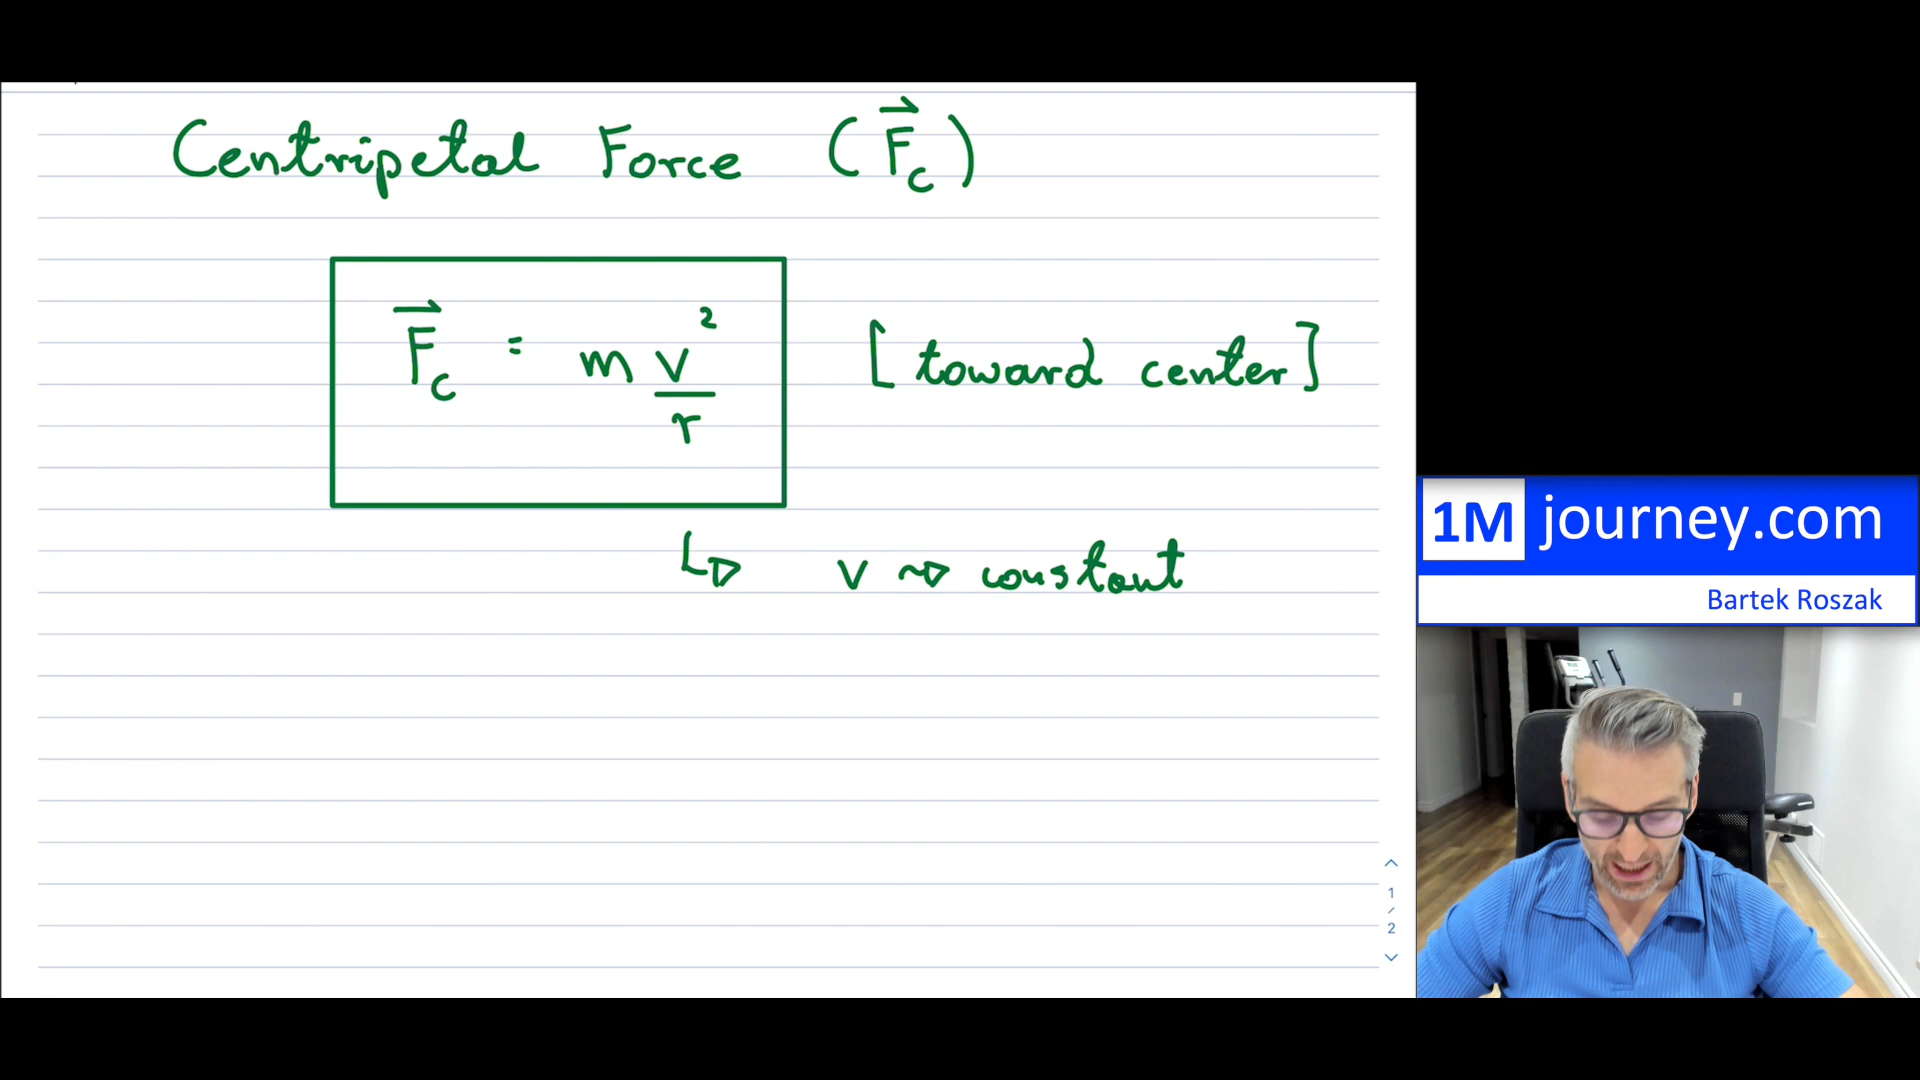 Centripetal Force (F⃗c)
F⃗c = m v²/r [toward center]
v ⇝ constant
1M journey.com
Bartek Roszak
1
/
2